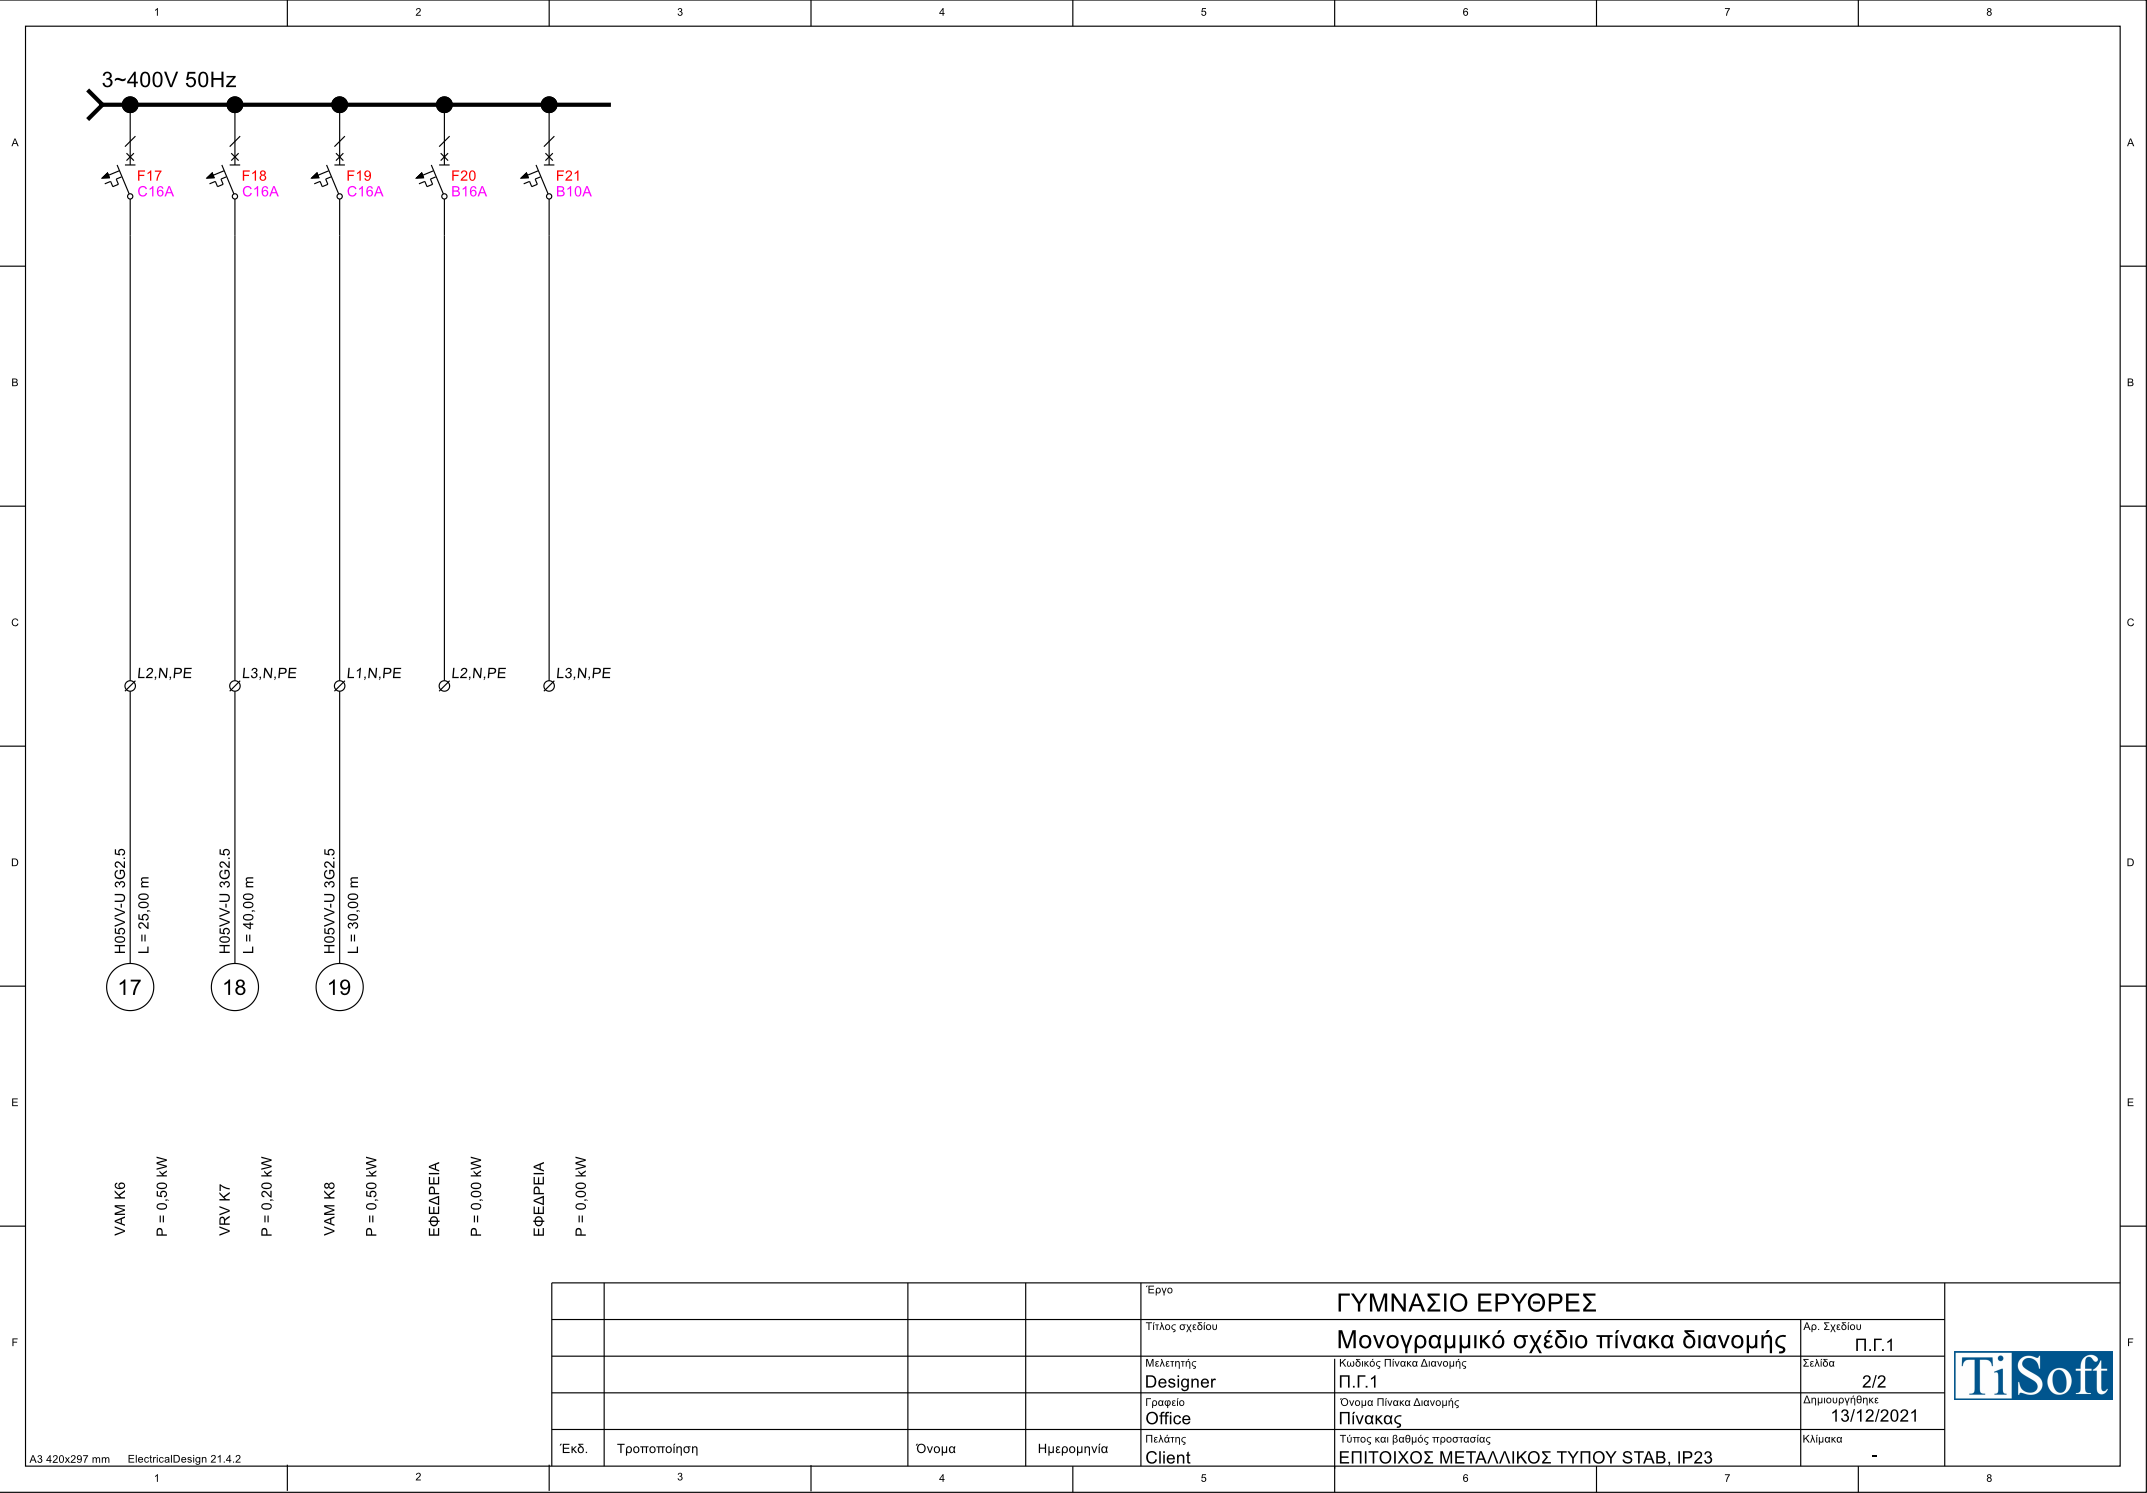 1 2 3 4 5 6 7 8
3~400V 50Hz
A A
F17 F18 F19 F20 F21
C16A C16A C16A B16A B10A
B B
C C
L2,N,PE L3,N,PE L1,N,PE L2,N,PE L3,N,PE
D D
H05VV-U 3G2.5
L = 25,00 m
H05VV-U 3G2.5
L = 40,00 m
H05VV-U 3G2.5
L = 30,00 m
17 18 19
E E
VAM K6
P = 0,50 kW
VRV K7
P = 0,20 kW
VAM K8
P = 0,50 kW
ΕΦΕΔΡΕΙΑ
P = 0,00 kW
ΕΦΕΔΡΕΙΑ
P = 0,00 kW
F F
Έργο
ΓΥΜΝΑΣΙΟ ΕΡΥΘΡΕΣ
Τίτλος σχεδίου
Μονογραμμικό σχέδιο πίνακα διανομής
Αρ. Σχεδίου
Π.Γ.1
Μελετητής
Designer
Κωδικός Πίνακα Διανομής
Π.Γ.1
Σελίδα
2/2
Γραφείο
Office
Όνομα Πίνακα Διανομής
Πίνακας
Δημιουργήθηκε
13/12/2021
Έκδ. Τροποποίηση Όνομα Ημερομηνία
Πελάτης
Client
Τύπος και βαθμός προστασίας
ΕΠΙΤΟΙΧΟΣ ΜΕΤΑΛΛΙΚΟΣ ΤΥΠΟΥ STAB, IP23
Κλίμακα
-
TiSoft
A3 420x297 mm ElectricalDesign 21.4.2
1 2 3 4 5 6 7 8